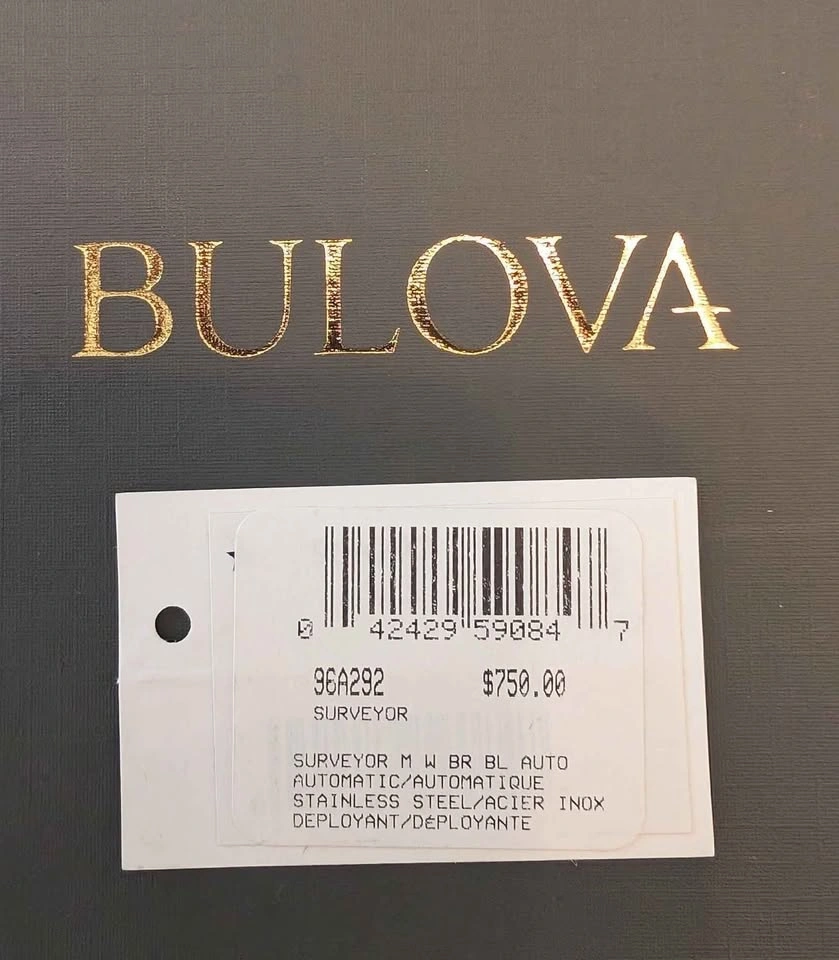 BULOVA
0 42429 59084 7
96A292 $750.00
SURVEYOR
SURVEYOR M W BR BL AUTO
AUTOMATIC/AUTOMATIQUE
STAINLESS STEEL/ACIER INOX
DEPLOYANT/DéPLOYANTE